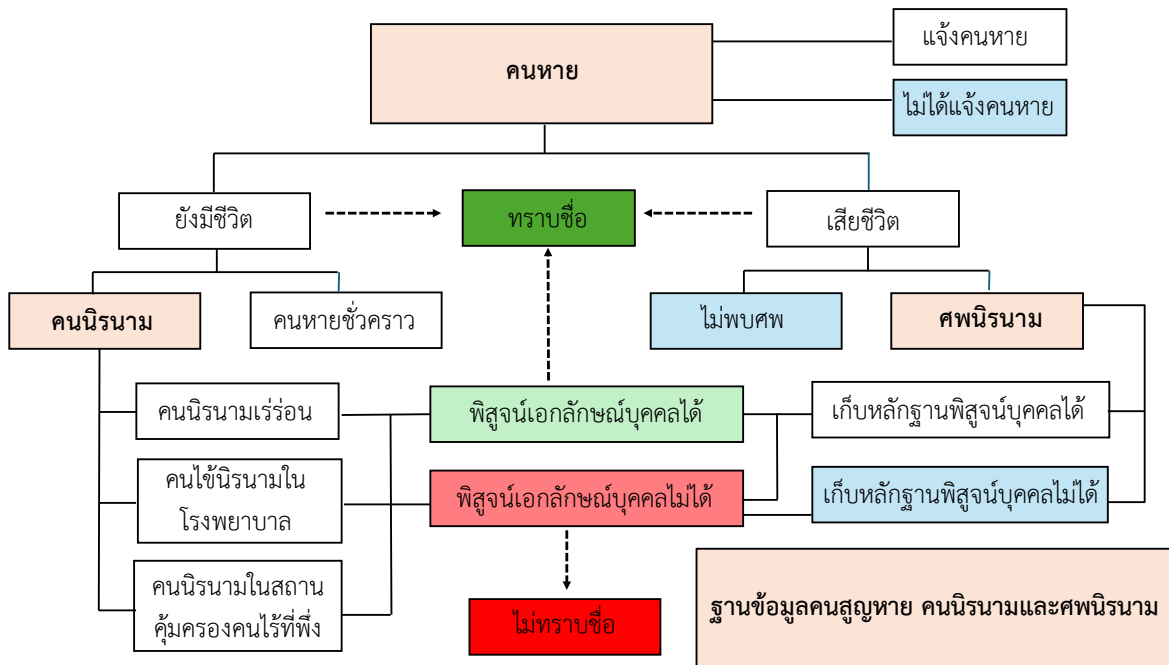 แจ้งคนหาย
คนหาย
ไม่ได้แจ้งคนหาย
ยังมีชีวิต
ทราบชื่อ
เสียชีวิต
คนนิรนาม
คนหายชั่วคราว
ไม่พบศพ
ศพนิรนาม
คนนิรนามเร่ร่อน
พิสูจน์เอกลักษณ์บุคคลได้
เก็บหลักฐานพิสูจน์บุคคลได้
คนไข้นิรนามใน
โรงพยาบาล
พิสูจน์เอกลักษณ์บุคคลไม่ได้
เก็บหลักฐานพิสูจน์บุคคลไม่ได้
คนนิรนามในสถาน
คุ้มครองคนไร้ที่พึ่ง
ไม่ทราบชื่อ
ฐานข้อมูลคนสูญหาย คนนิรนามและศพนิรนาม